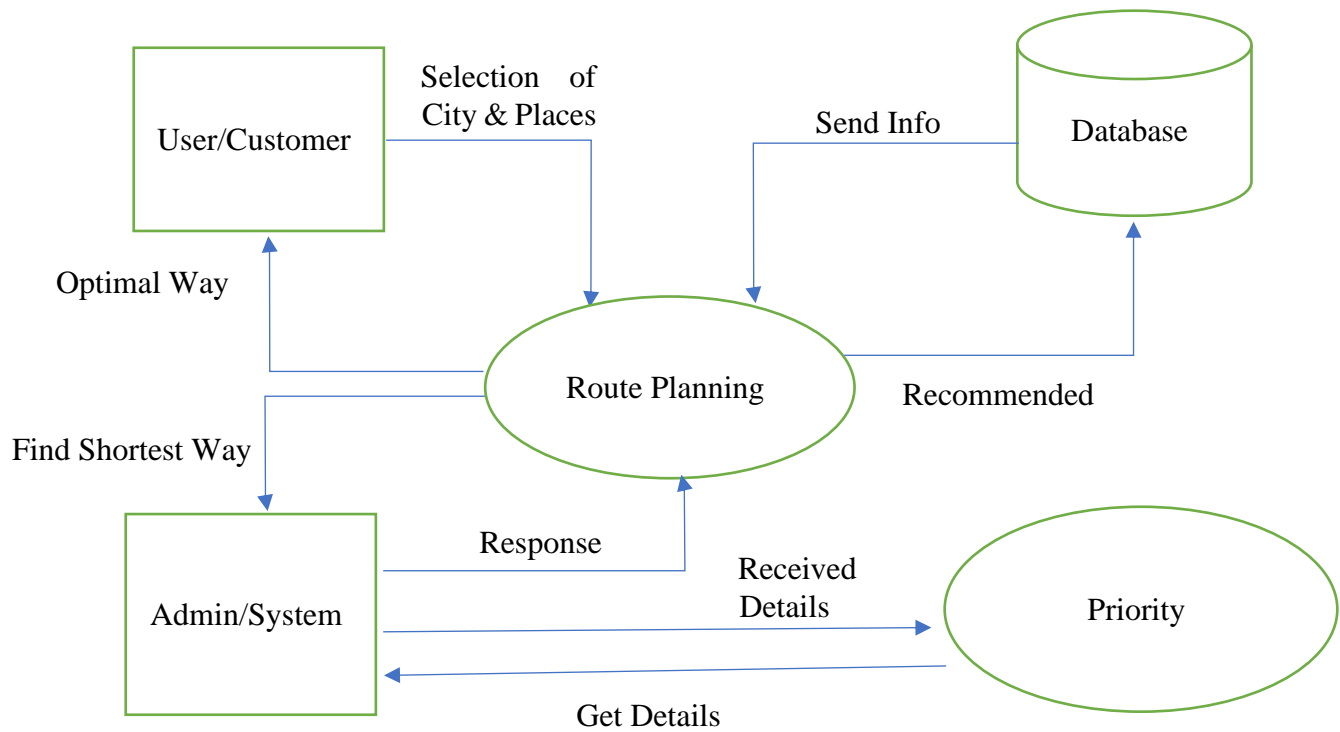 Selection of
City & Places
User/Customer
Send Info
Database
Optimal Way
Route Planning
Recommended
Find Shortest Way
Response
Received
Details
Admin/System
Priority
Get Details